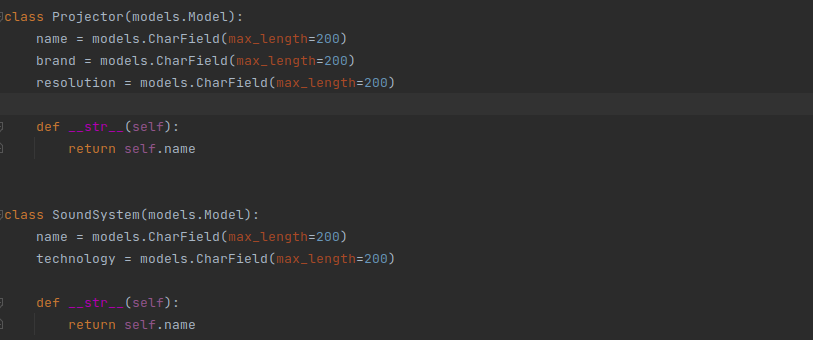 class Projector(models.Model):
    name = models.CharField(max_length=200)
    brand = models.CharField(max_length=200)
    resolution = models.CharField(max_length=200)
    def __str__(self):
        return self.name
class SoundSystem(models.Model):
    name = models.CharField(max_length=200)
    technology = models.CharField(max_length=200)
    def __str__(self):
        return self.name